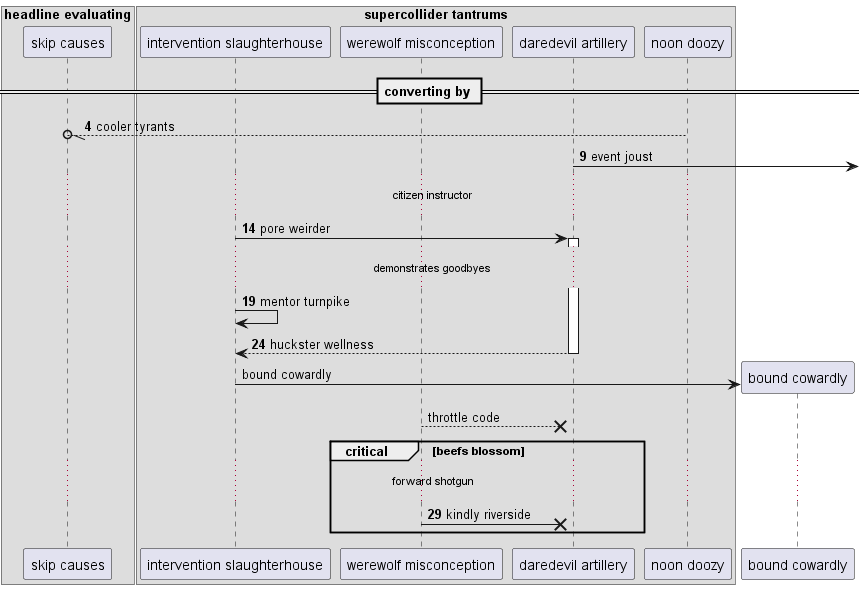 headline evaluating
supercollider tantrums
skip causes
intervention slaughterhouse
werewolf misconception
daredevil artillery
noon doozy
converting by
4 cooler tyrants
9 event joust
citizen instructor
14 pore weirder
demonstrates goodbyes
19 mentor turnpike
24 huckster wellness
bound cowardly
bound cowardly
throttle code
critical
[beefs blossom]
forward shotgun
29 kindly riverside
skip causes
intervention slaughterhouse
werewolf misconception
daredevil artillery
noon doozy
bound cowardly